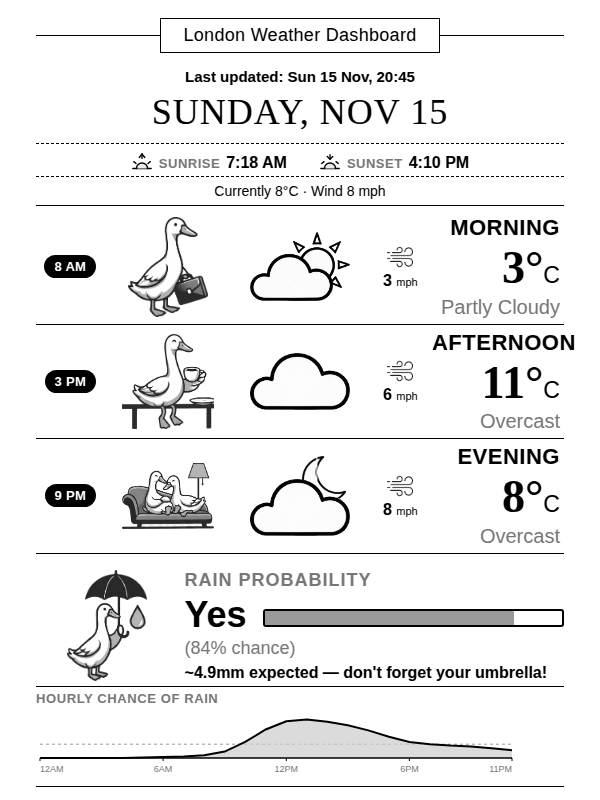 London Weather Dashboard
Last updated: Sun 15 Nov, 20:45
SUNDAY, NOV 15
SUNRISE 7:18 AM SUNSET 4:10 PM
Currently 8°C · Wind 8 mph
MORNING
8 AM
3 mph
3°C
Partly Cloudy
AFTERNOON
3 PM
6 mph
11°C
Overcast
EVENING
9 PM
8 mph
8°C
Overcast
RAIN PROBABILITY
Yes
(84% chance)
~4.9mm expected — don't forget your umbrella!
HOURLY CHANCE OF RAIN
12AM 6AM 12PM 6PM 11PM